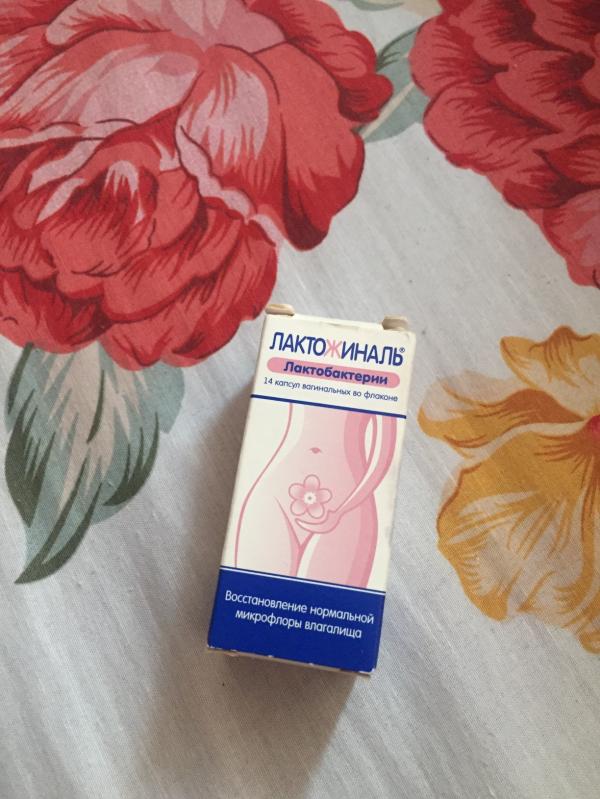 ЛАКТОЖИНАЛЬ®
Лактобактерии
14 капсул вагинальных во флаконе
Восстановление нормальной
микрофлоры влагалища